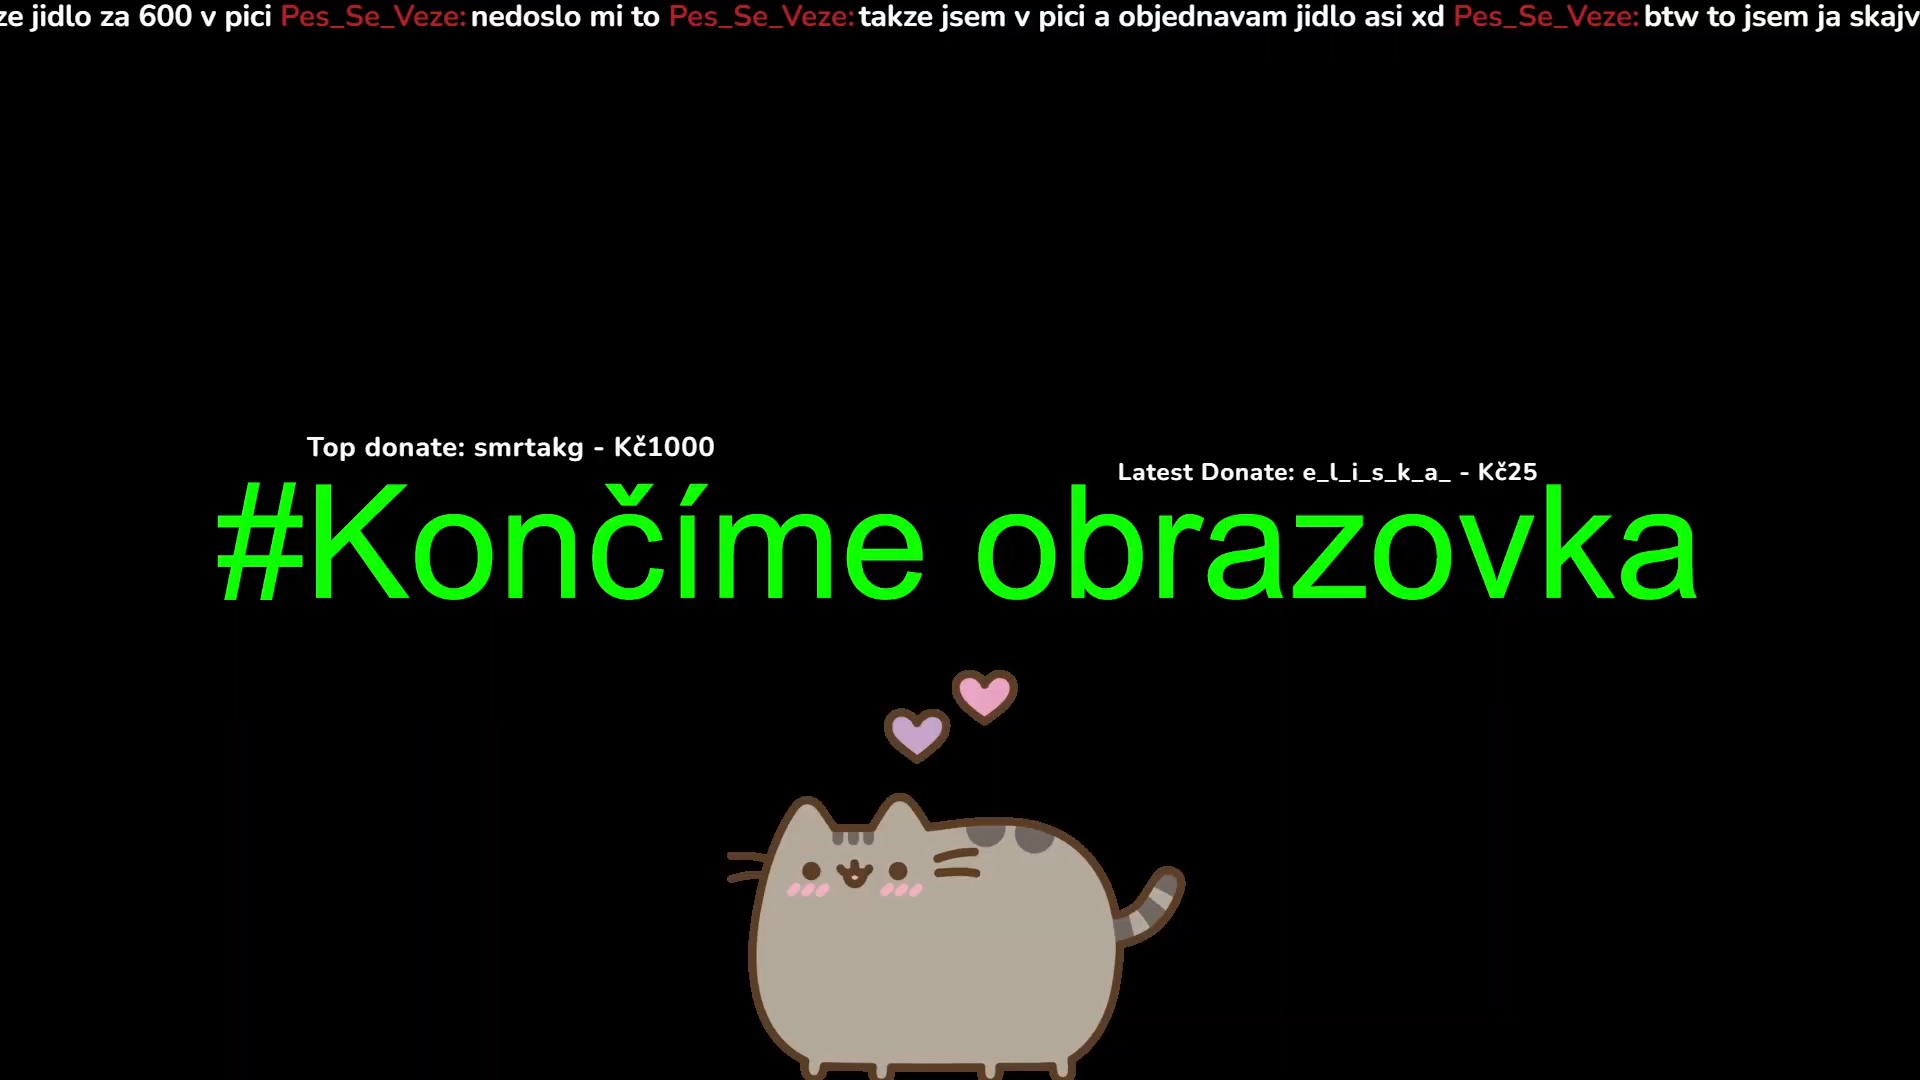 ze jidlo za 600 v pici Pes_Se_Veze: nedoslo mi to Pes_Se_Veze: takze jsem v pici a objednavam jidlo asi xd Pes_Se_Veze: btw to jsem ja skajv
Top donate: smrtakg - Kč1000
Latest Donate: e_l_i_s_k_a_ - Kč25
#Končíme obrazovka